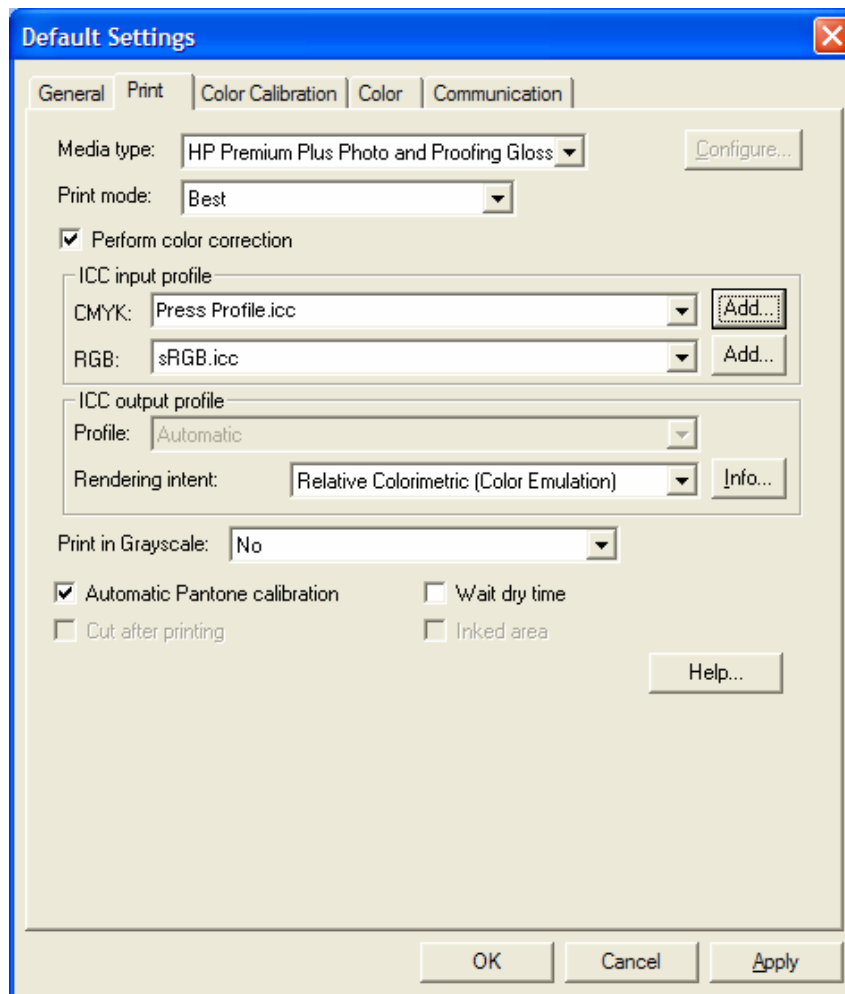 Default Settings
General Print Color Calibration Color Communication
Media type: HP Premium Plus Photo and Proofing Gloss Configure...
Print mode: Best
Perform color correction
ICC input profile
CMYK: Press Profile.icc Add...
RGB: sRGB.icc Add...
ICC output profile
Profile: Automatic
Rendering intent: Relative Colorimetric (Color Emulation) Info...
Print in Grayscale: No
Automatic Pantone calibration Wait dry time
Cut after printing Inked area
Help...
OK Cancel Apply